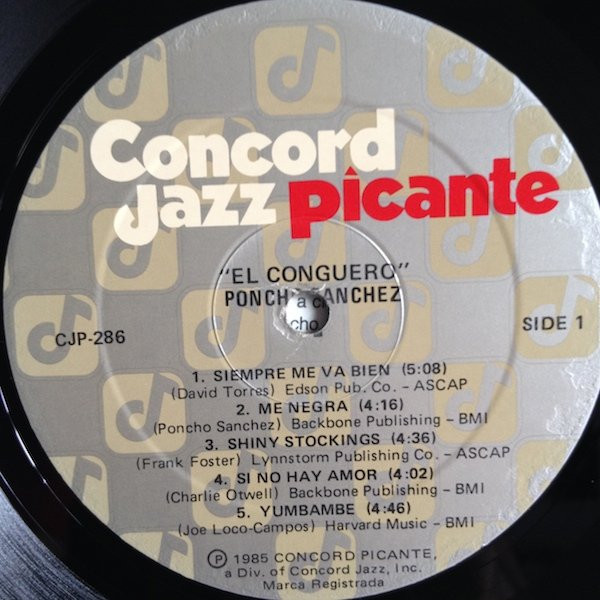 Concord
Jazz Picante
"EL CONGUERO"
PONCH ANCHEZ
a c
cho
CJP-286
SIDE 1
1. SIEMPRE ME VA BIEN (5:08)
(David Torres) Edson Pub. Co. – ASCAP
2. ME NEGRA (4:16)
(Poncho Sanchez) Backbone Publishing – BMI
3. SHINY STOCKINGS (4:36)
(Frank Foster) Lynnstorm Publishing Co. – ASCAP
4. SI NO HAY AMOR (4:02)
(Charlie Otwell) Backbone Publishing – BMI
5. YUMBAMBE (4:46)
(Joe Loco-Campos) Harvard Music – BMI
Ⓟ 1985 CONCORD PICANTE,
a Div. of Concord Jazz, Inc.
Marca Registrada